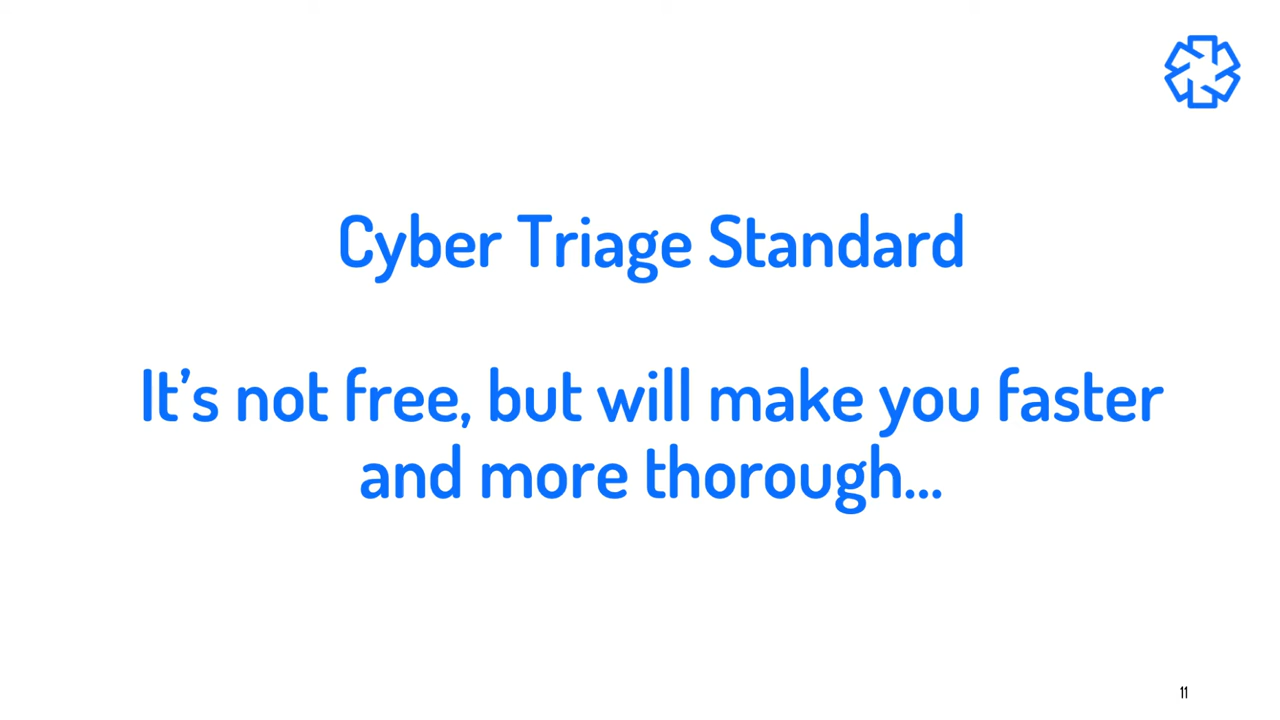 Cyber Triage Standard
It’s not free, but will make you faster
and more thorough...
11